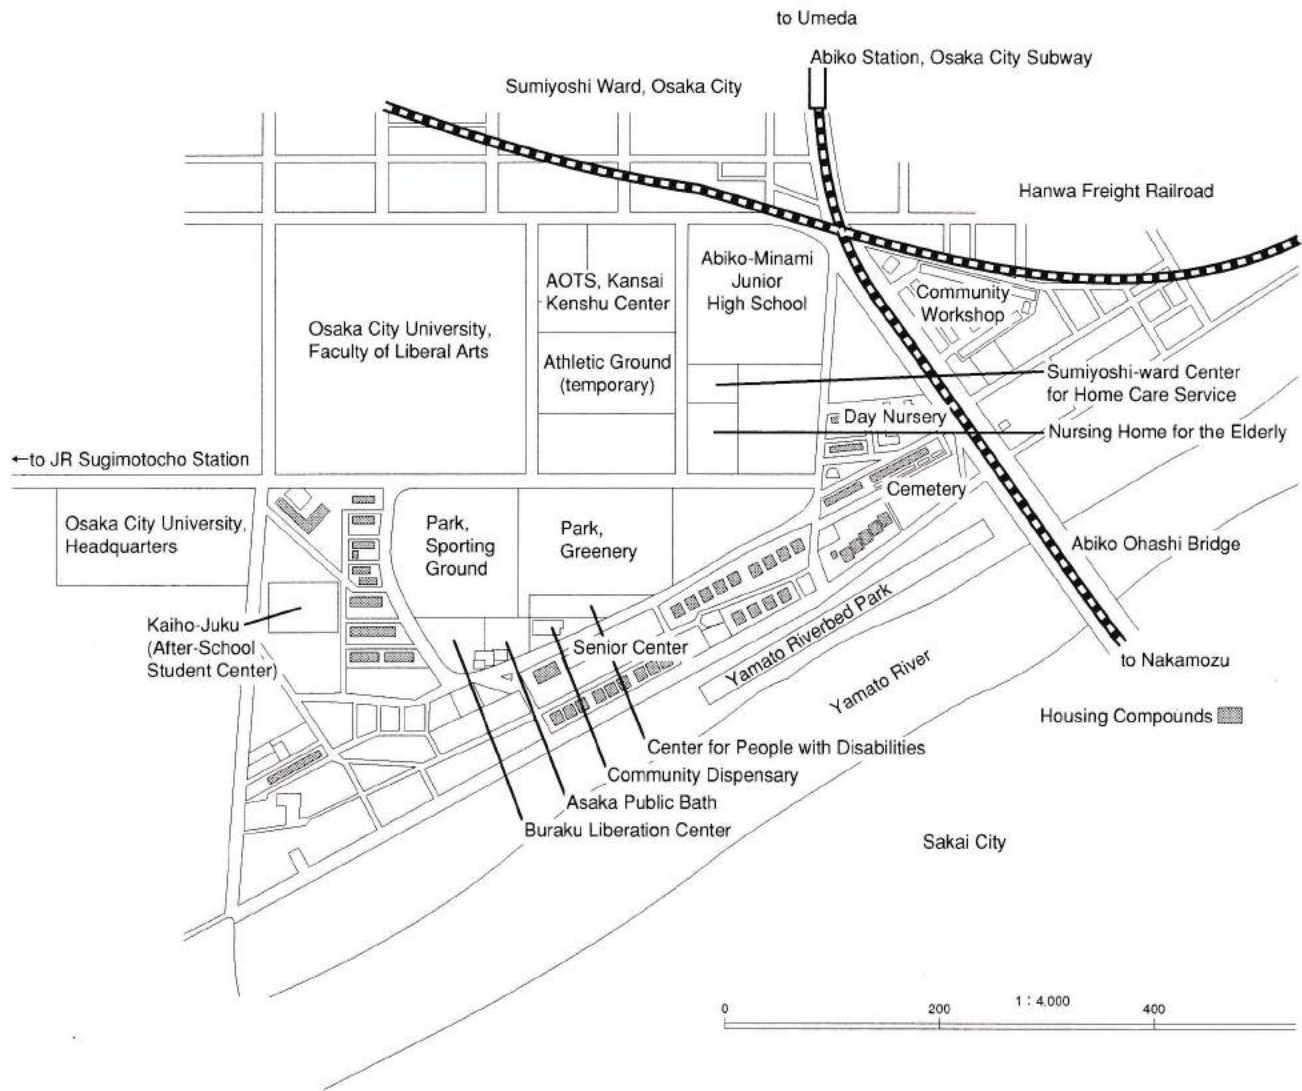 to Umeda
Abiko Station, Osaka City Subway
Sumiyoshi Ward, Osaka City
Hanwa Freight Railroad
AOTS, Kansai
Kenshu Center
Abiko-Minami
Junior
High School
Community
Workshop
Osaka City University,
Faculty of Liberal Arts
Athletic Ground
(temporary)
Sumiyoshi-ward Center
for Home Care Service
Day Nursery
Nursing Home for the Elderly
←to JR Sugimotocho Station
Cemetery
Osaka City University,
Headquarters
Park,
Sporting
Ground
Park,
Greenery
Abiko Ohashi Bridge
Kaiho-Juku
(After-School
Student Center)
Senior Center
Yamato Riverbed Park
Yamato River
to Nakamozu
Housing Compounds
Center for People with Disabilities
Community Dispensary
Asaka Public Bath
Buraku Liberation Center
Sakai City
1 : 4,000
0 200 400